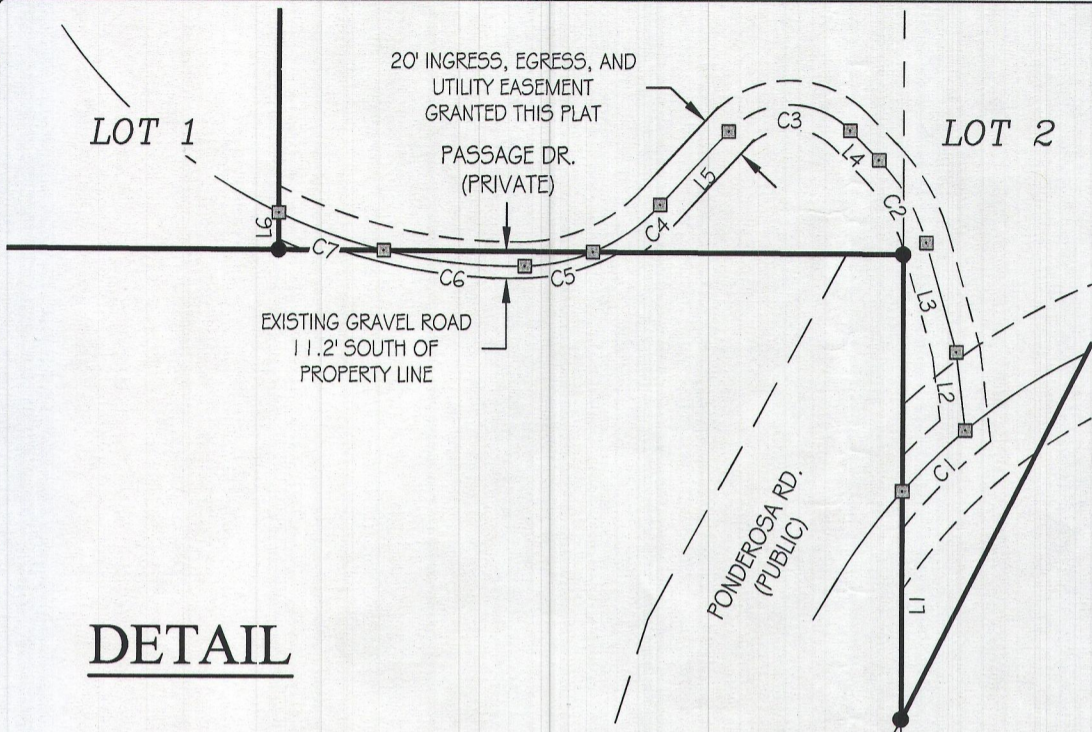 20' INGRESS, EGRESS, AND
UTILITY EASEMENT
GRANTED THIS PLAT
LOT 1
LOT 2
PASSAGE DR.
(PRIVATE)
C3
L4
L5
C2
C4
L6
C7
C6
C5
L3
EXISTING GRAVEL ROAD
11.2' SOUTH OF
PROPERTY LINE
L2
C1
PONDEROSA RD.
(PUBLIC)
L1
DETAIL